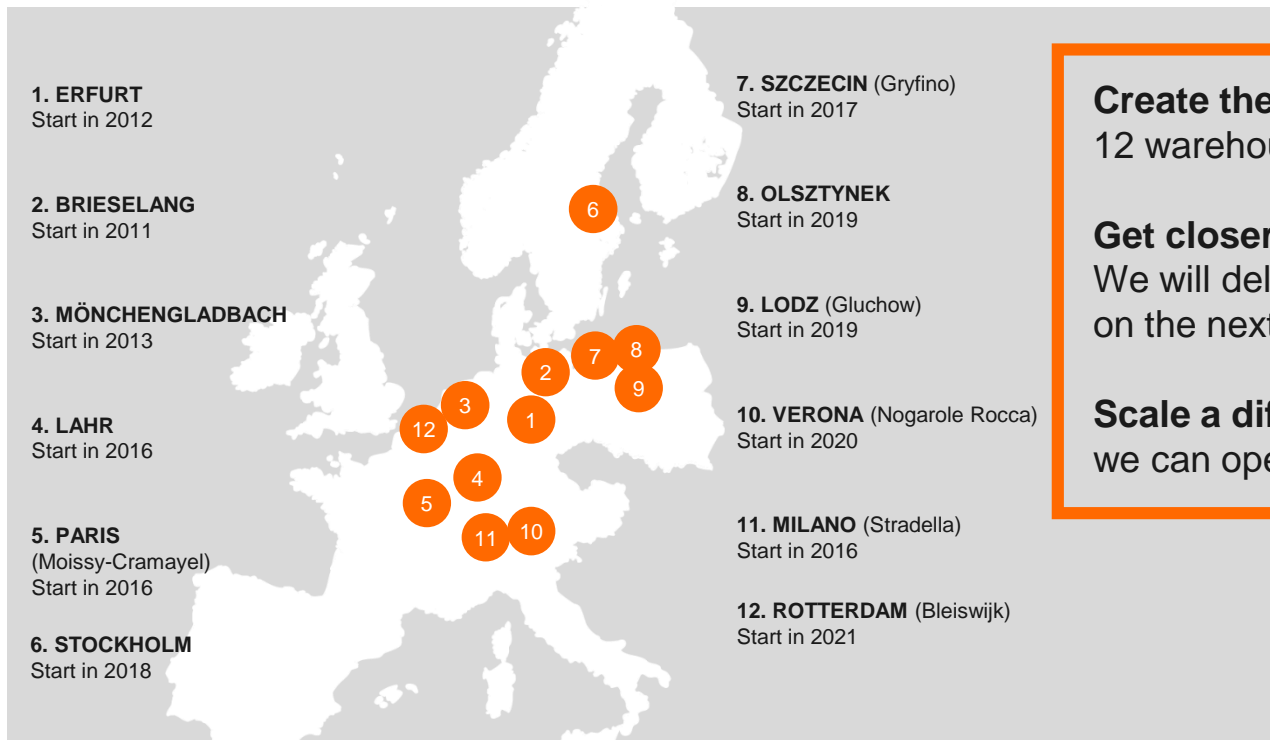 1. ERFURT
Start in 2012
2. BRIESELANG
Start in 2011
3. MÖNCHENGLADBACH
Start in 2013
4. LAHR
Start in 2016
5. PARIS
(Moissy-Cramayel)
Start in 2016
6. STOCKHOLM
Start in 2018
6
7
8
2
9
3
1
12
4
5
11
10
7. SZCZECIN (Gryfino)
Start in 2017
8. OLSZTYNEK
Start in 2019
9. LODZ (Gluchow)
Start in 2019
10. VERONA (Nogarole Rocca)
Start in 2020
11. MILANO (Stradella)
Start in 2016
12. ROTTERDAM (Bleiswijk)
Start in 2021
Create the
12
Get closer
We will
on the
Scale a
we can